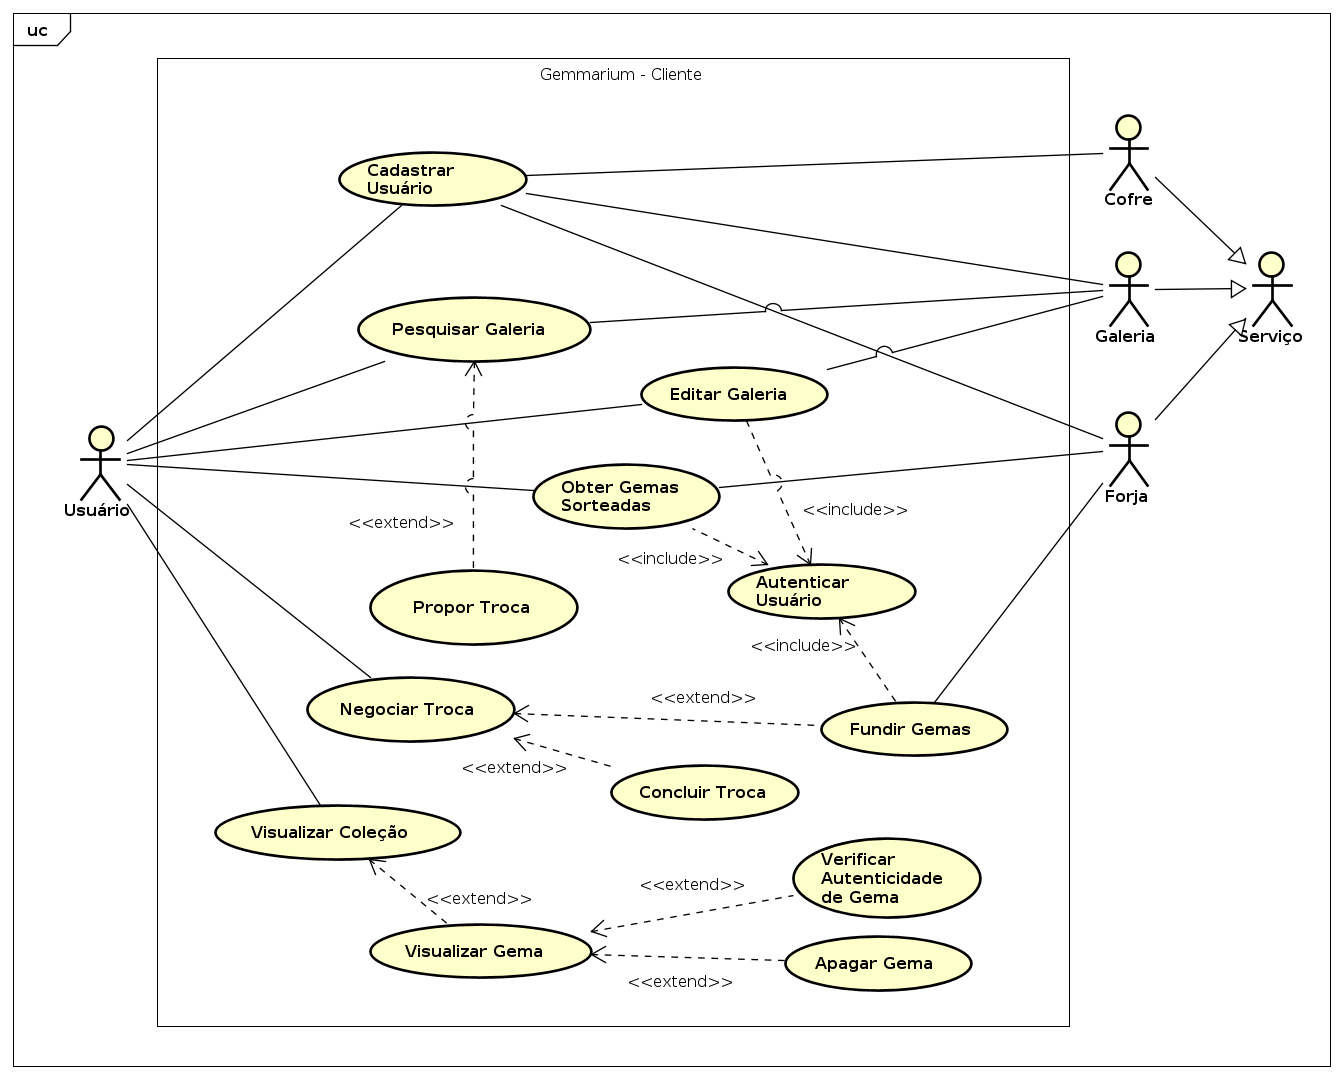 uc
Gemmarium - Cliente
Cadastrar
Usuário
Cofre
Pesquisar Galeria
Galeria
Serviço
Editar Galeria
Usuário
Obter Gemas
Sorteadas
Forja
<<extend>>
<<include>>
<<include>>
Autenticar
Usuário
Propor Troca
<<include>>
Negociar Troca
<<extend>>
Fundir Gemas
<<extend>>
Concluir Troca
Visualizar Coleção
Verificar
Autenticidade
de Gema
<<extend>>
<<extend>>
Visualizar Gema
Apagar Gema
<<extend>>